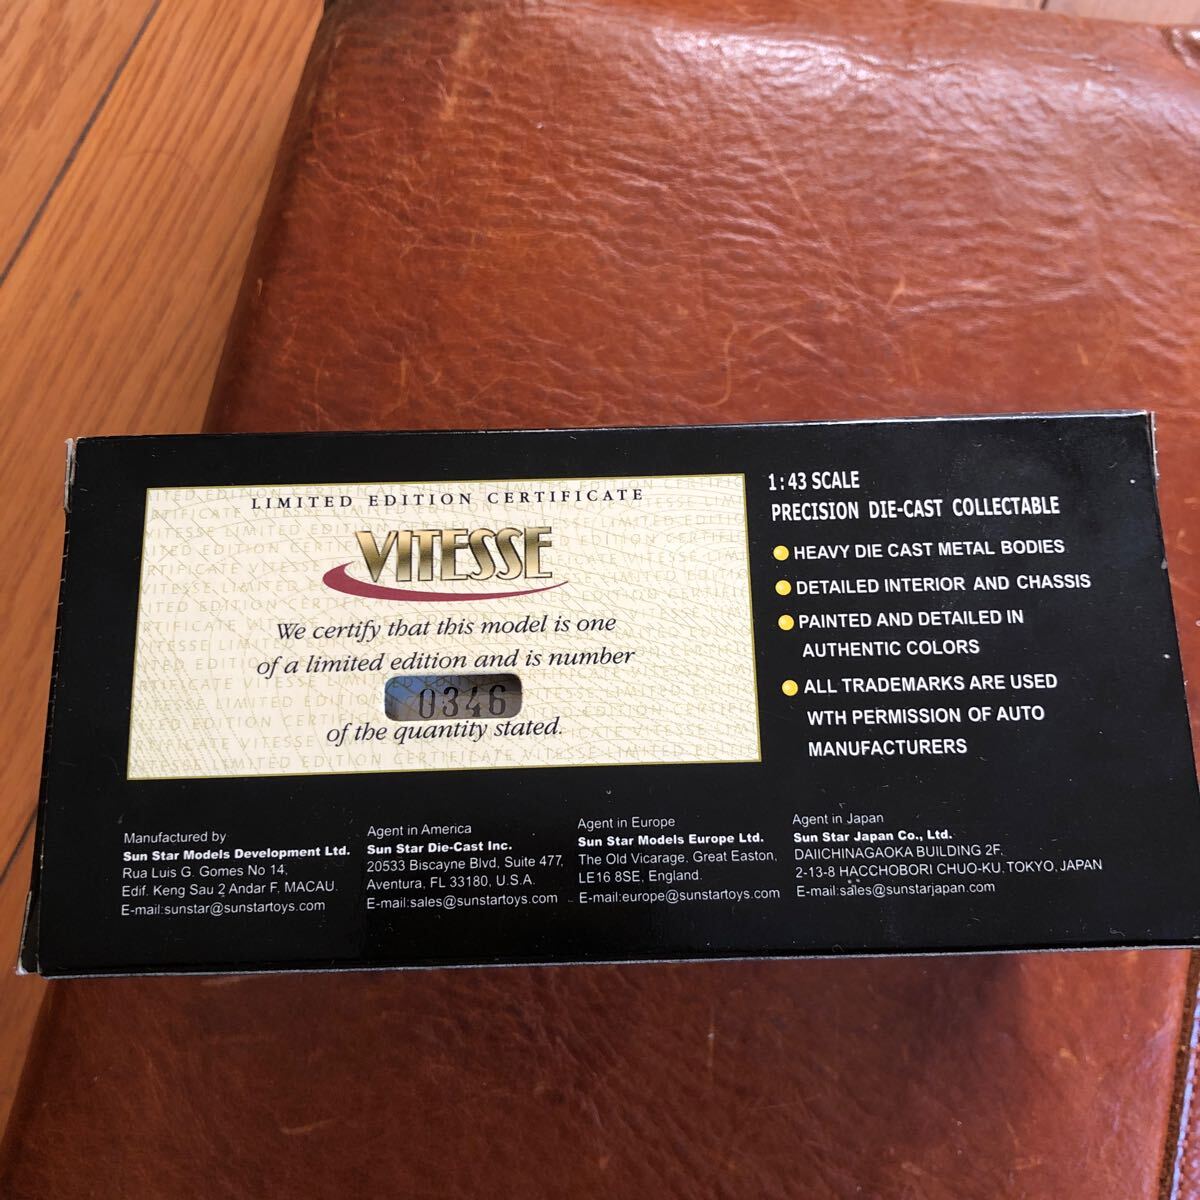 LIMITED EDITION CERTIFICATE
VITESSE
We certify that this model is one
of a limited edition and is number
0346
of the quantity stated.
1:43 SCALE
PRECISION DIE-CAST COLLECTABLE
HEAVY DIE CAST METAL BODIES
DETAILED INTERIOR AND CHASSIS
PAINTED AND DETAILED IN
AUTHENTIC COLORS
ALL TRADEMARKS ARE USED
WTH PERMISSION OF AUTO
MANUFACTURERS
Manufactured by
Sun Star Models Development Ltd.
Rua Luis G. Gomes No 14,
Edif. Keng Sau 2 Andar F, MACAU.
E-mail:sunstar@sunstartoys.com
Agent in America
Sun Star Die-Cast Inc.
20533 Biscayne Blvd, Suite 477,
Aventura, FL 33180, U.S.A.
E-mail:sales@sunstartoys.com
Agent in Europe
Sun Star Models Europe Ltd.
The Old Vicarage, Great Easton,
LE16 8SE, England.
E-mail:europe@sunstartoys.com
Agent in Japan
Sun Star Japan Co., Ltd.
DAIICHINAGAOKA BUILDING 2F,
2-13-8 HACCHOBORI CHUO-KU, TOKYO, JAPAN
E-mail:sales@sunstarjapan.com